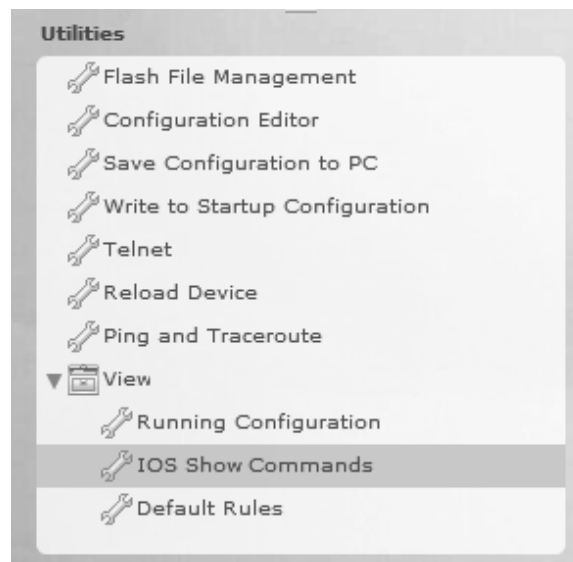 Utilities
Flash File Management
Configuration Editor
Save Configuration to PC
Write to Startup Configuration
Telnet
Reload Device
Ping and Traceroute
View
Running Configuration
IOS Show Commands
Default Rules